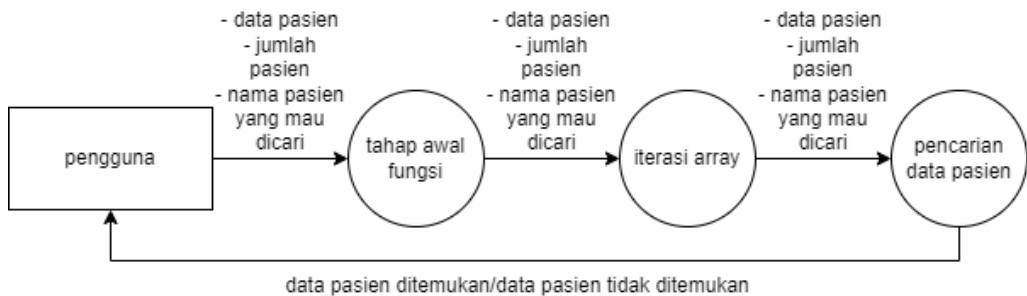 - data pasien
- jumlah
pasien
- nama pasien
yang mau
dicari
- data pasien
- jumlah
pasien
- nama pasien
yang mau
dicari
- data pasien
- jumlah
pasien
- nama pasien
yang mau
dicari
pengguna
tahap awal
fungsi
iterasi array
pencarian
data pasien
data pasien ditemukan/data pasien tidak ditemukan